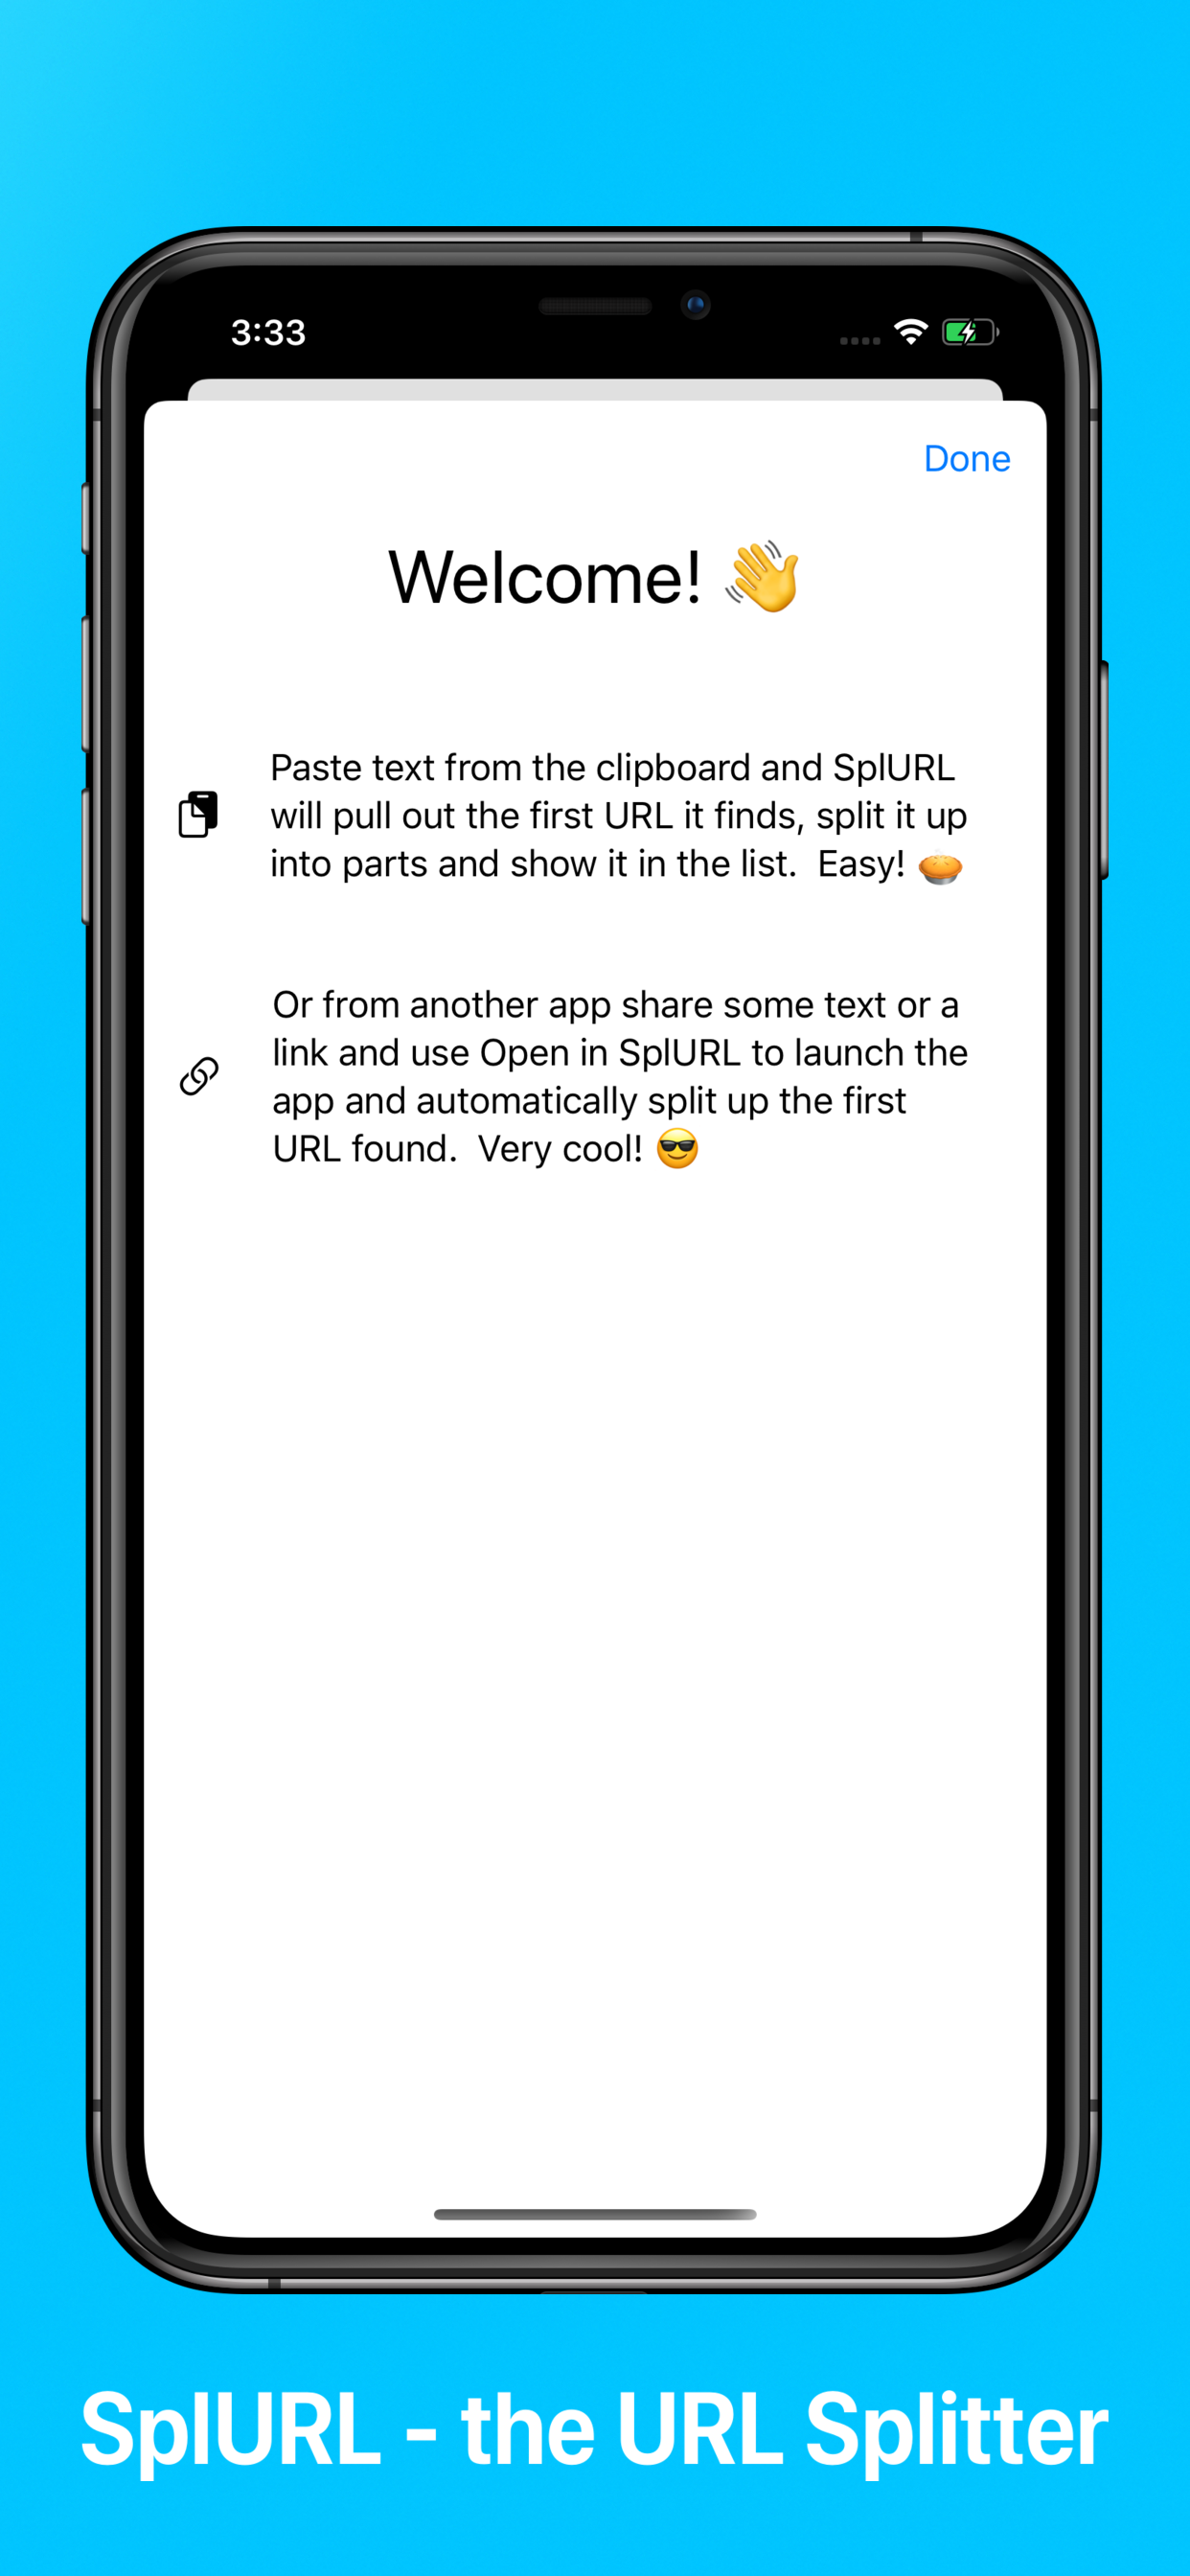 3:33
Done
Welcome! 👋
Paste text from the clipboard and SplURL
will pull out the first URL it finds, split it up
into parts and show it in the list.  Easy! 🥧
Or from another app share some text or a
link and use Open in SplURL to launch the
app and automatically split up the first
URL found.  Very cool! 😎
SplURL - the URL Splitter